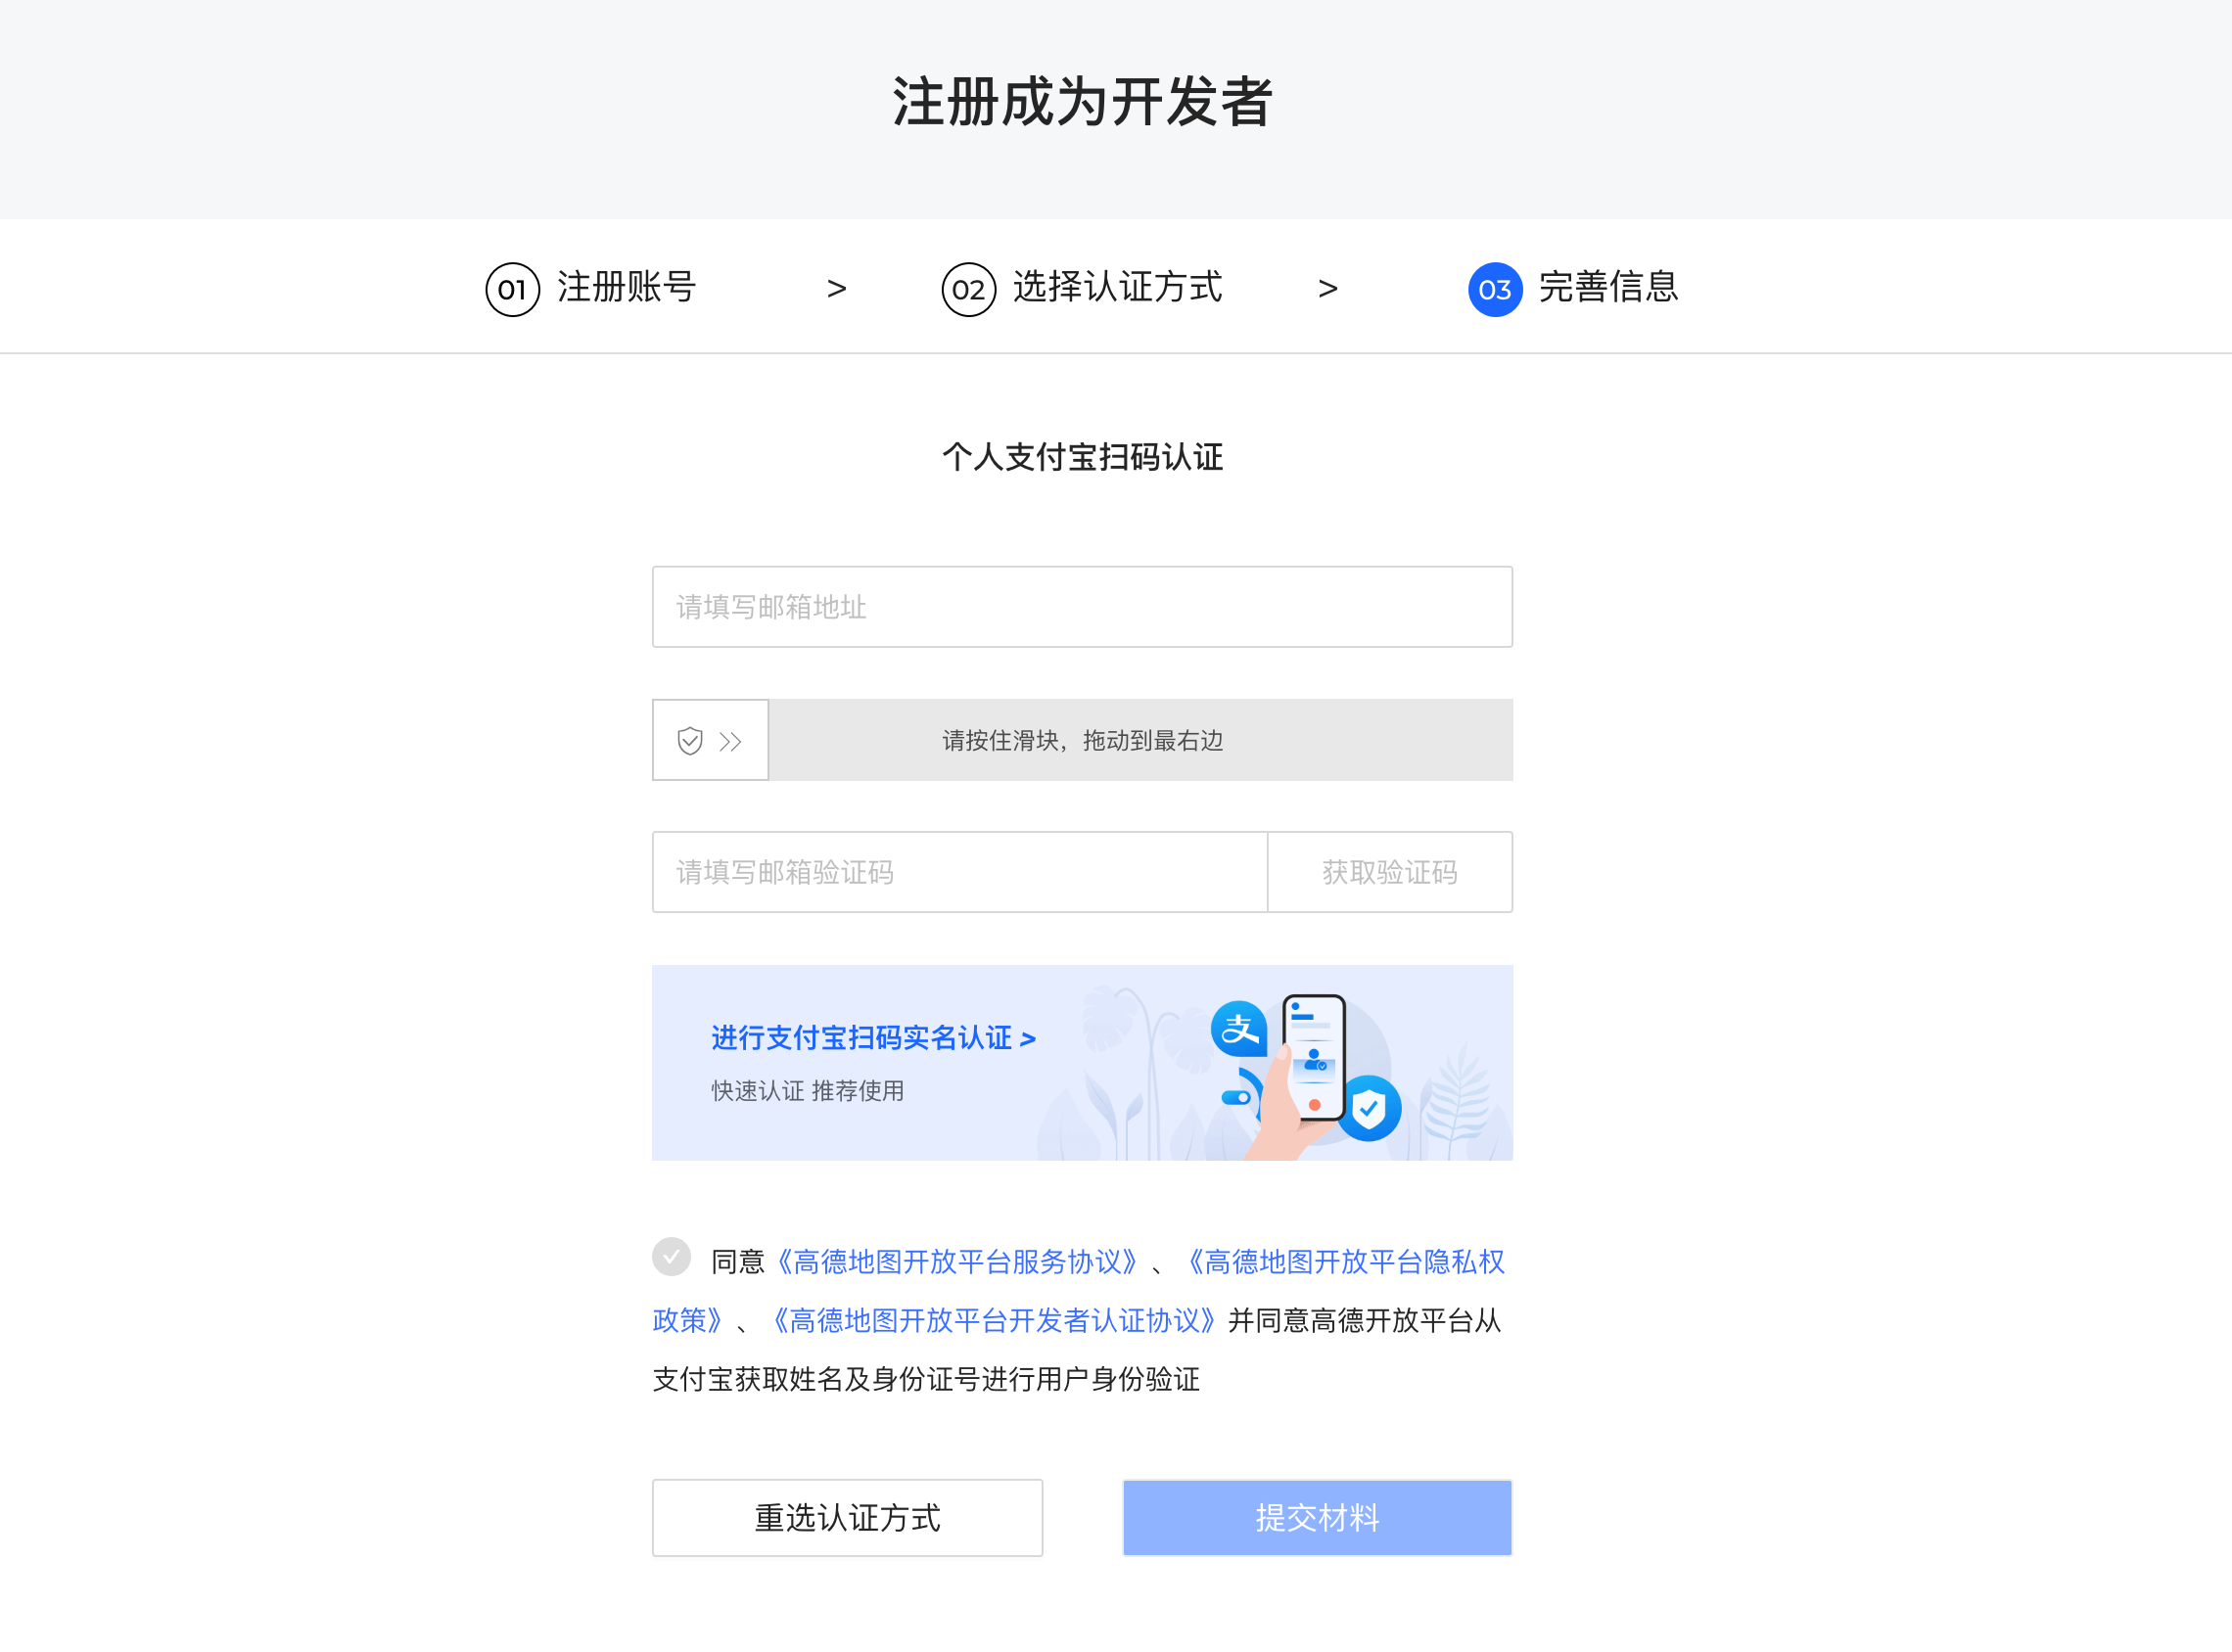 注册成为开发者
01 注册账号 > 02 选择认证方式 > 03 完善信息
个人支付宝扫码认证
请填写邮箱地址
请按住滑块，拖动到最右边
请填写邮箱验证码 获取验证码
进行支付宝扫码实名认证 >
支
快速认证 推荐使用
同意《高德地图开放平台服务协议》、《高德地图开放平台隐私权
政策》、《高德地图开放平台开发者认证协议》并同意高德开放平台从
支付宝获取姓名及身份证号进行用户身份验证
重选认证方式 提交材料